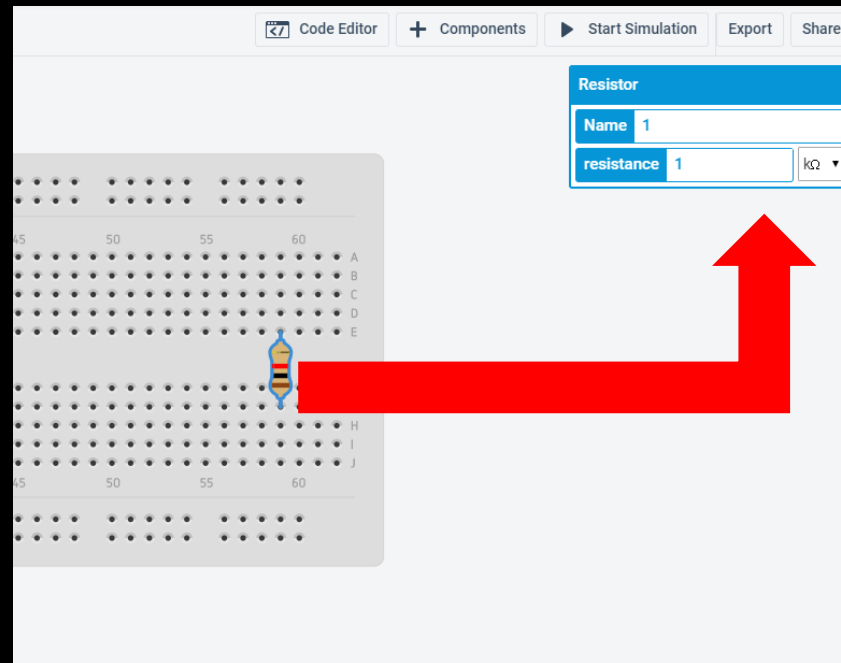 Code Editor + Components Start Simulation Export Share
Resistor
Name 1
resistance 1 kΩ
45 50 55 60
A
B
C
D
E
H
I
J
45 50 55 60